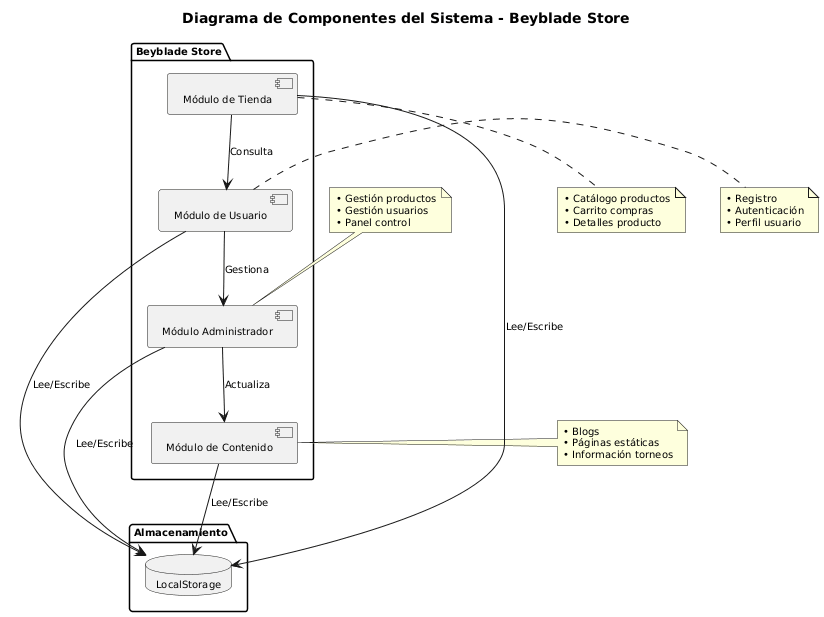 Diagrama de Componentes del Sistema - Beyblade Store
Beyblade Store
Módulo de Tienda
Consulta
Módulo de Usuario
• Gestión productos
• Gestión usuarios
• Panel control
• Catálogo productos
• Carrito compras
• Detalles producto
• Registro
• Autenticación
• Perfil usuario
Gestiona
Módulo Administrador
Lee/Escribe
Lee/Escribe
Actualiza
Lee/Escribe
Módulo de Contenido
• Blogs
• Páginas estáticas
• Información torneos
Lee/Escribe
Almacenamiento
LocalStorage